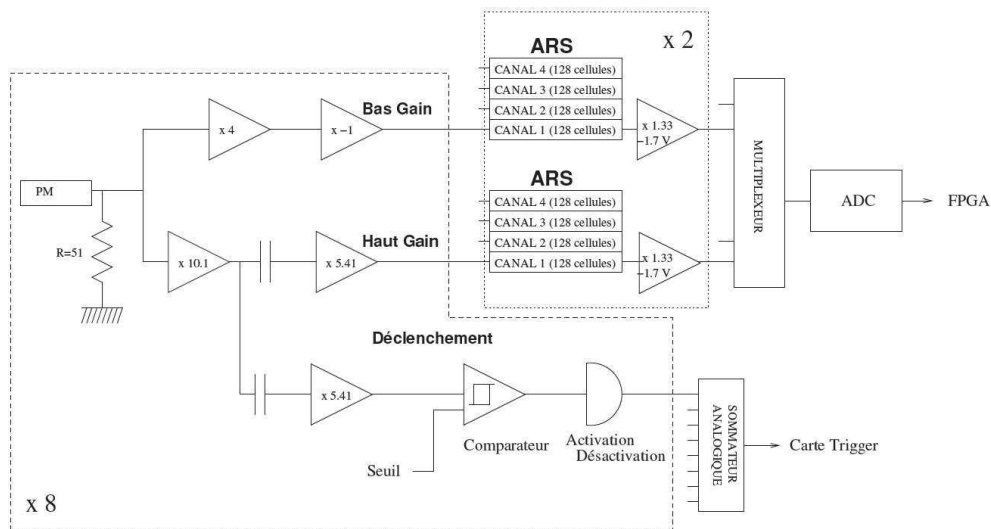 x 2
ARS
CANAL 4 (128 cellules)
CANAL 3 (128 cellules)
CANAL 2 (128 cellules)
CANAL 1 (128 cellules)
Bas Gain
x 4
x −1
x 1.33
−1.7 V
PM
R=51
ARS
CANAL 4 (128 cellules)
CANAL 3 (128 cellules)
CANAL 2 (128 cellules)
CANAL 1 (128 cellules)
Haut Gain
x 10.1
x 5.41
x 1.33
−1.7 V
MULTIPLEXEUR
ADC
FPGA
Déclenchement
x 5.41
Comparateur
Seuil
Activation
Désactivation
SOMMATEUR
ANALOGIQUE
Carte Trigger
x 8